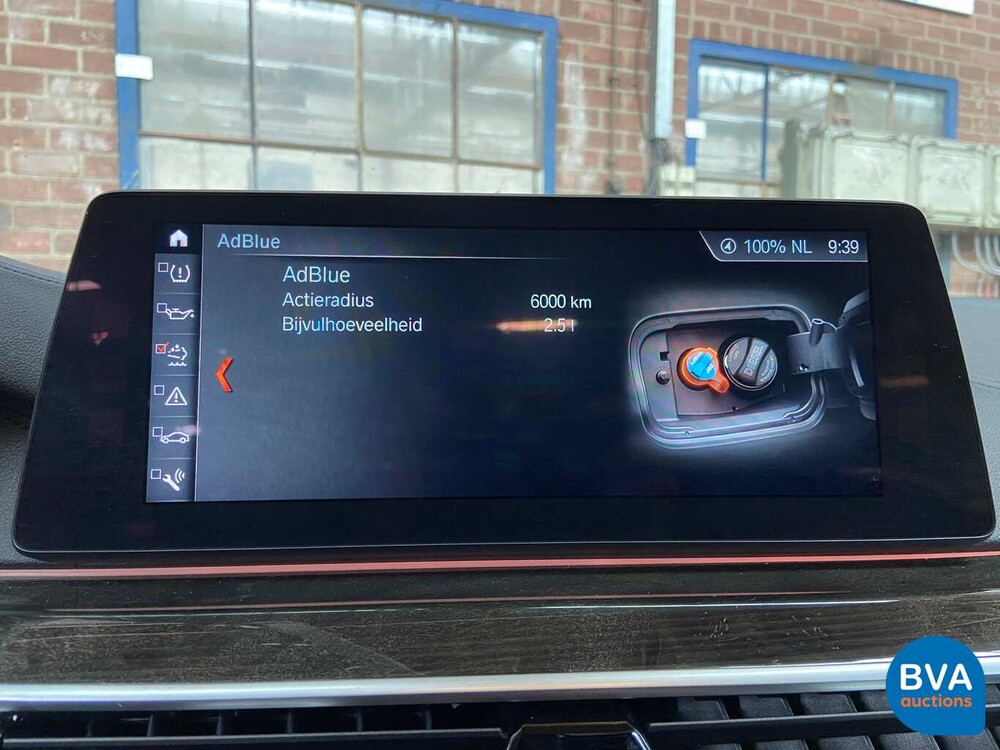 AdBlue
100% NL 9:39
AdBlue
Actieradius 6000 km
Bijvulhoeveelheid 2.5 l
DIESEL
BVA
auctions